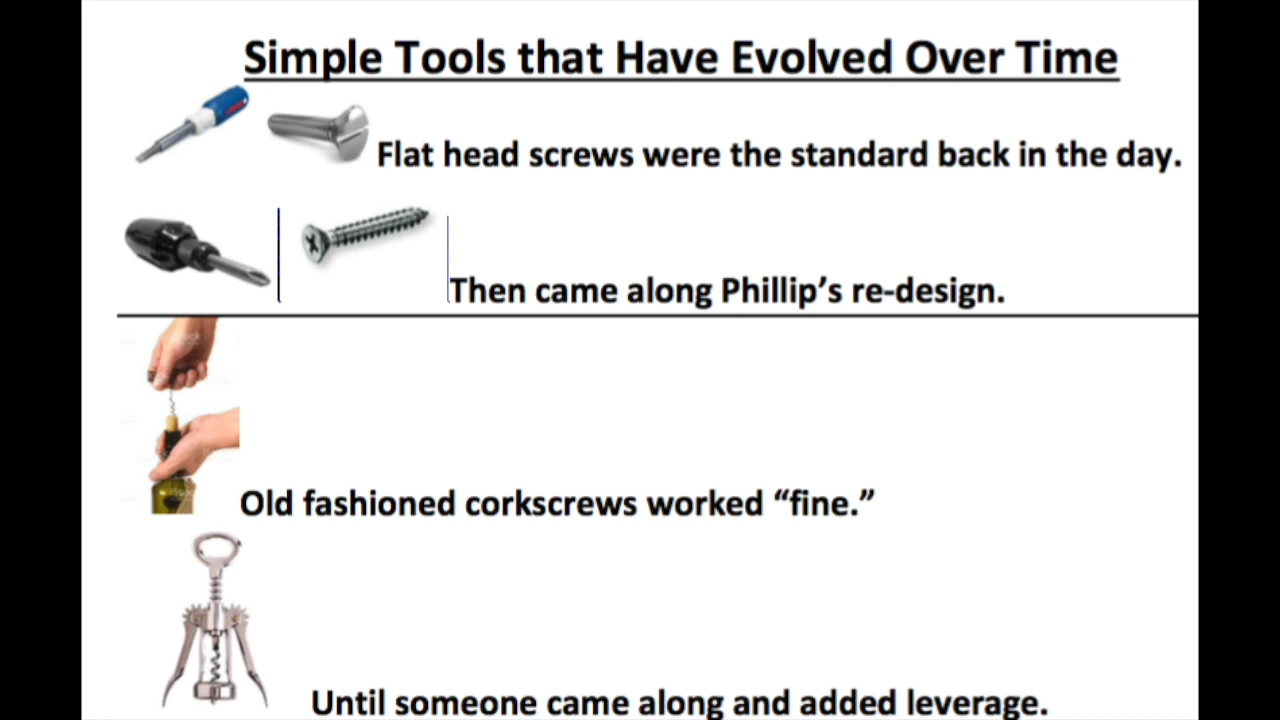 Simple Tools that Have Evolved Over Time
Flat head screws were the standard back in the day.
Then came along Phillip’s re-design.
Old fashioned corkscrews worked “fine.”
Until someone came along and added leverage.